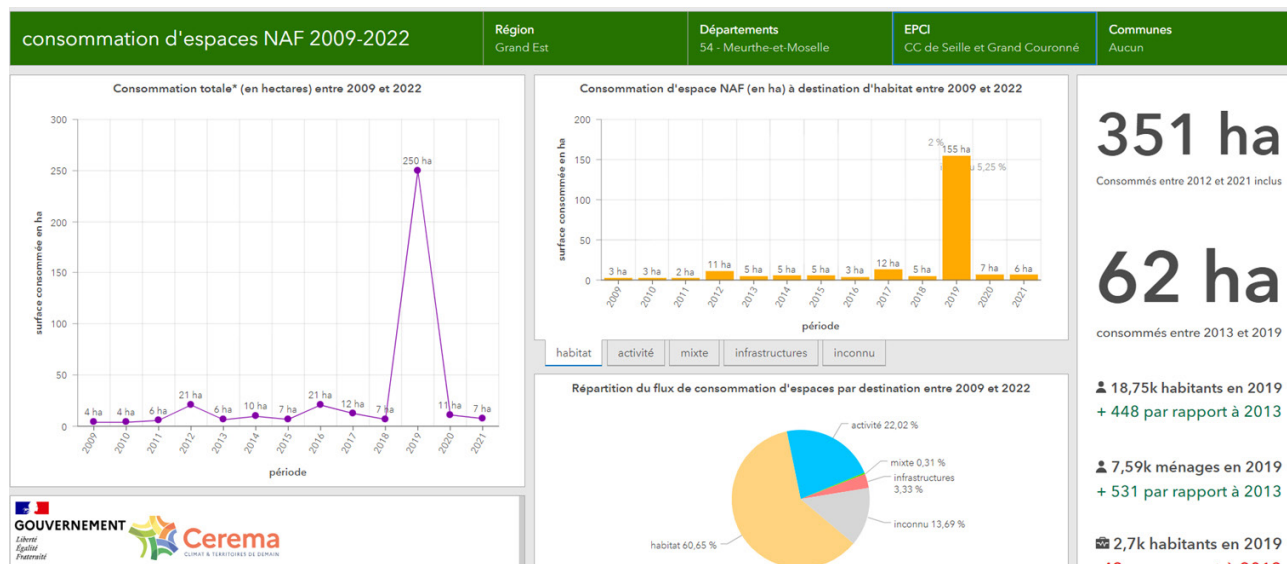 consommation d'espaces NAF 2009-2022
Région
Grand Est
Départements
54 - Meurthe-et-Moselle
EPCI
CC de Seille et Grand Couronné
Communes
Aucun
Consommation totale* (en hectares) entre 2009 et 2022
surface consommée en ha
300
250
200
150
100
50
0
4 ha
4 ha
6 ha
21 ha
6 ha
10 ha
7 ha
21 ha
12 ha
7 ha
250 ha
11 ha
7 ha
2009
2010
2011
2012
2013
2014
2015
2016
2017
2018
2019
2020
2021
période
GOUVERNEMENT
Liberté
Égalité
Fraternité
Cerema
CLIMAT & TERRITOIRES DE DEMAIN
Consommation d'espace NAF (en ha) à destination d'habitat entre 2009 et 2022
surface consommée en ha
200
150
100
50
0
3 ha
3 ha
2 ha
11 ha
5 ha
5 ha
5 ha
3 ha
12 ha
5 ha
2 %
155 ha
u 5,25 %
7 ha
6 ha
2009
2010
2011
2012
2013
2014
2015
2016
2017
2018
2019
2020
2021
période
habitat
activité
mixte
infrastructures
inconnu
Répartition du flux de consommation d'espaces par destination entre 2009 et 2022
activité 22,02 %
mixte 0,31 %
infrastructures
3,33 %
inconnu 13,69 %
habitat 60,65 %
351 ha
Consommés entre 2012 et 2021 inclus
62 ha
consommés entre 2013 et 2019
18,75k habitants en 2019
+ 448 par rapport à 2013
7,59k ménages en 2019
+ 531 par rapport à 2013
2,7k habitants en 2019